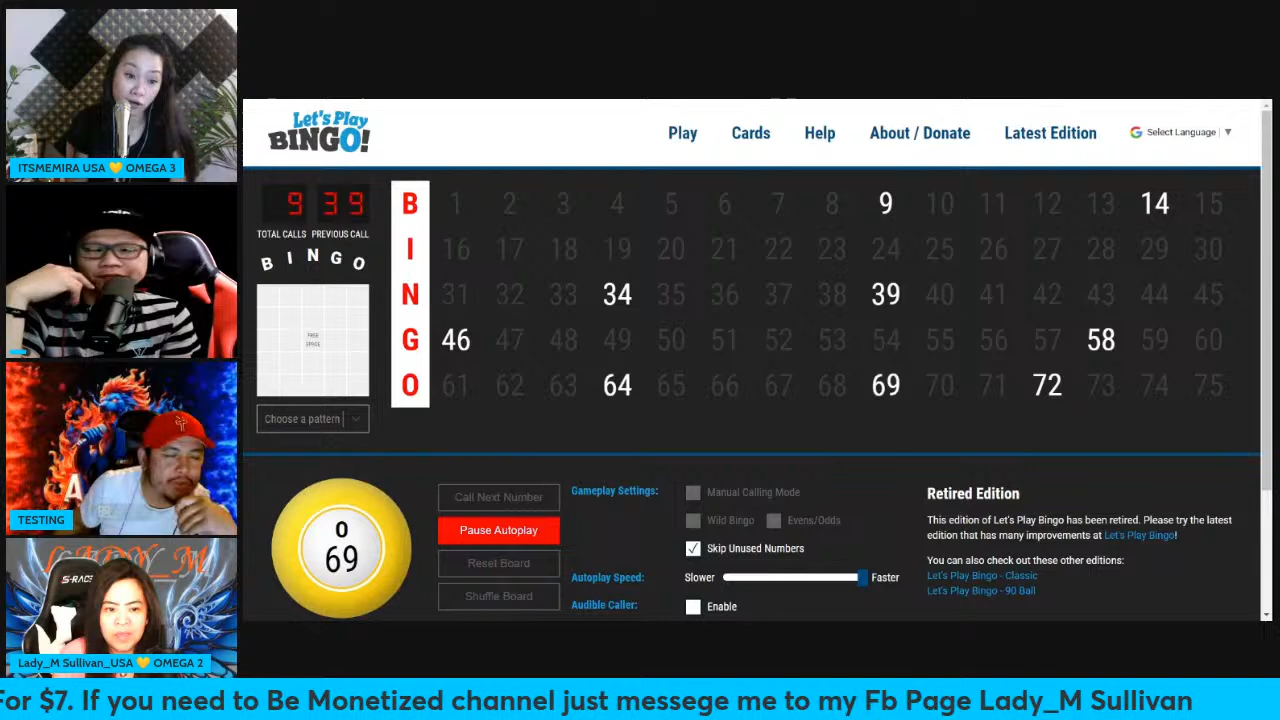 ITSMEMIRA USA 💛 OMEGA 3
TESTING
LADY_M
S-RACER
Lady_M Sullivan_USA 💛 OMEGA 2
Let's Play
BINGO!
Play Cards Help About / Donate Latest Edition Select Language ▼
9 39
TOTAL CALLS PREVIOUS CALL
B I N G O
FREE
SPACE
Choose a pattern
B 1 2 3 4 5 6 7 8 9 10 11 12 13 14 15
I 16 17 18 19 20 21 22 23 24 25 26 27 28 29 30
N 31 32 33 34 35 36 37 38 39 40 41 42 43 44 45
G 46 47 48 49 50 51 52 53 54 55 56 57 58 59 60
O 61 62 63 64 65 66 67 68 69 70 71 72 73 74 75
O
69
Call Next Number
Pause Autoplay
Reset Board
Shuffle Board
Gameplay Settings:
Manual Calling Mode
Wild Bingo Evens/Odds
Skip Unused Numbers
Autoplay Speed: Slower Faster
Audible Caller: Enable
Retired Edition
This edition of Let's Play Bingo has been retired. Please try the latest
edition that has many improvements at Let's Play Bingo!
You can also check out these other editions:
Let's Play Bingo - Classic
Let's Play Bingo - 90 Ball
For $7. If you need to Be Monetized channel just messege me to my Fb Page Lady_M Sullivan